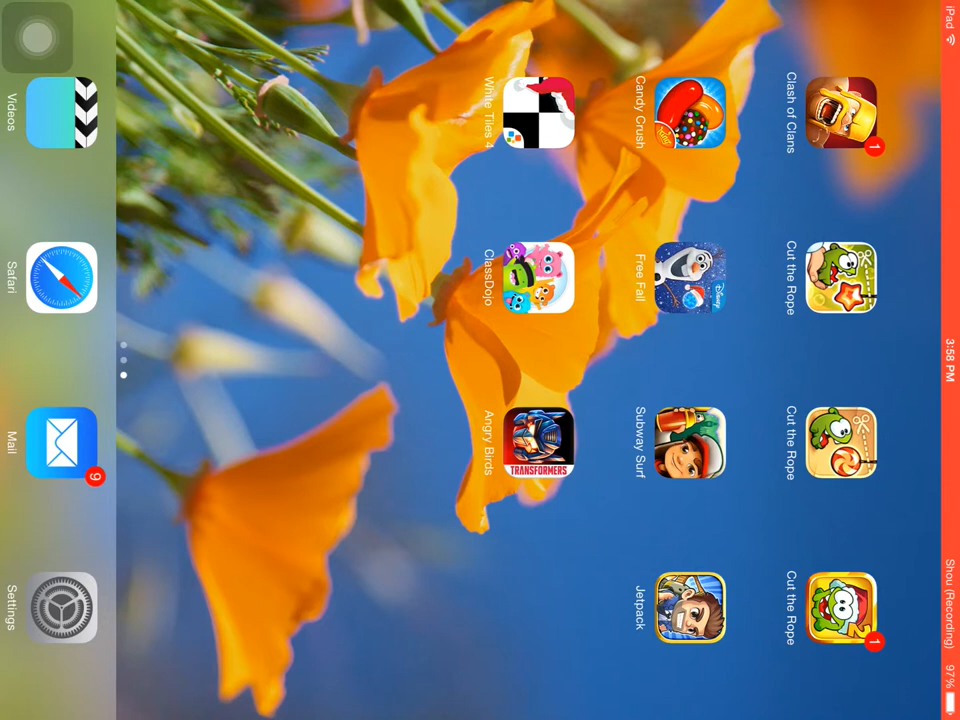 iPad 3:58 PM Shou (Recording) 97%
1 1
Clash of Clans Cut the Rope Cut the Rope Cut the Rope
King Disney
Candy Crush Free Fall Subway Surf Jetpack
TRANSFORMERS
White Tiles 4 ClassDojo Angry Birds
9
Videos Safari Mail Settings